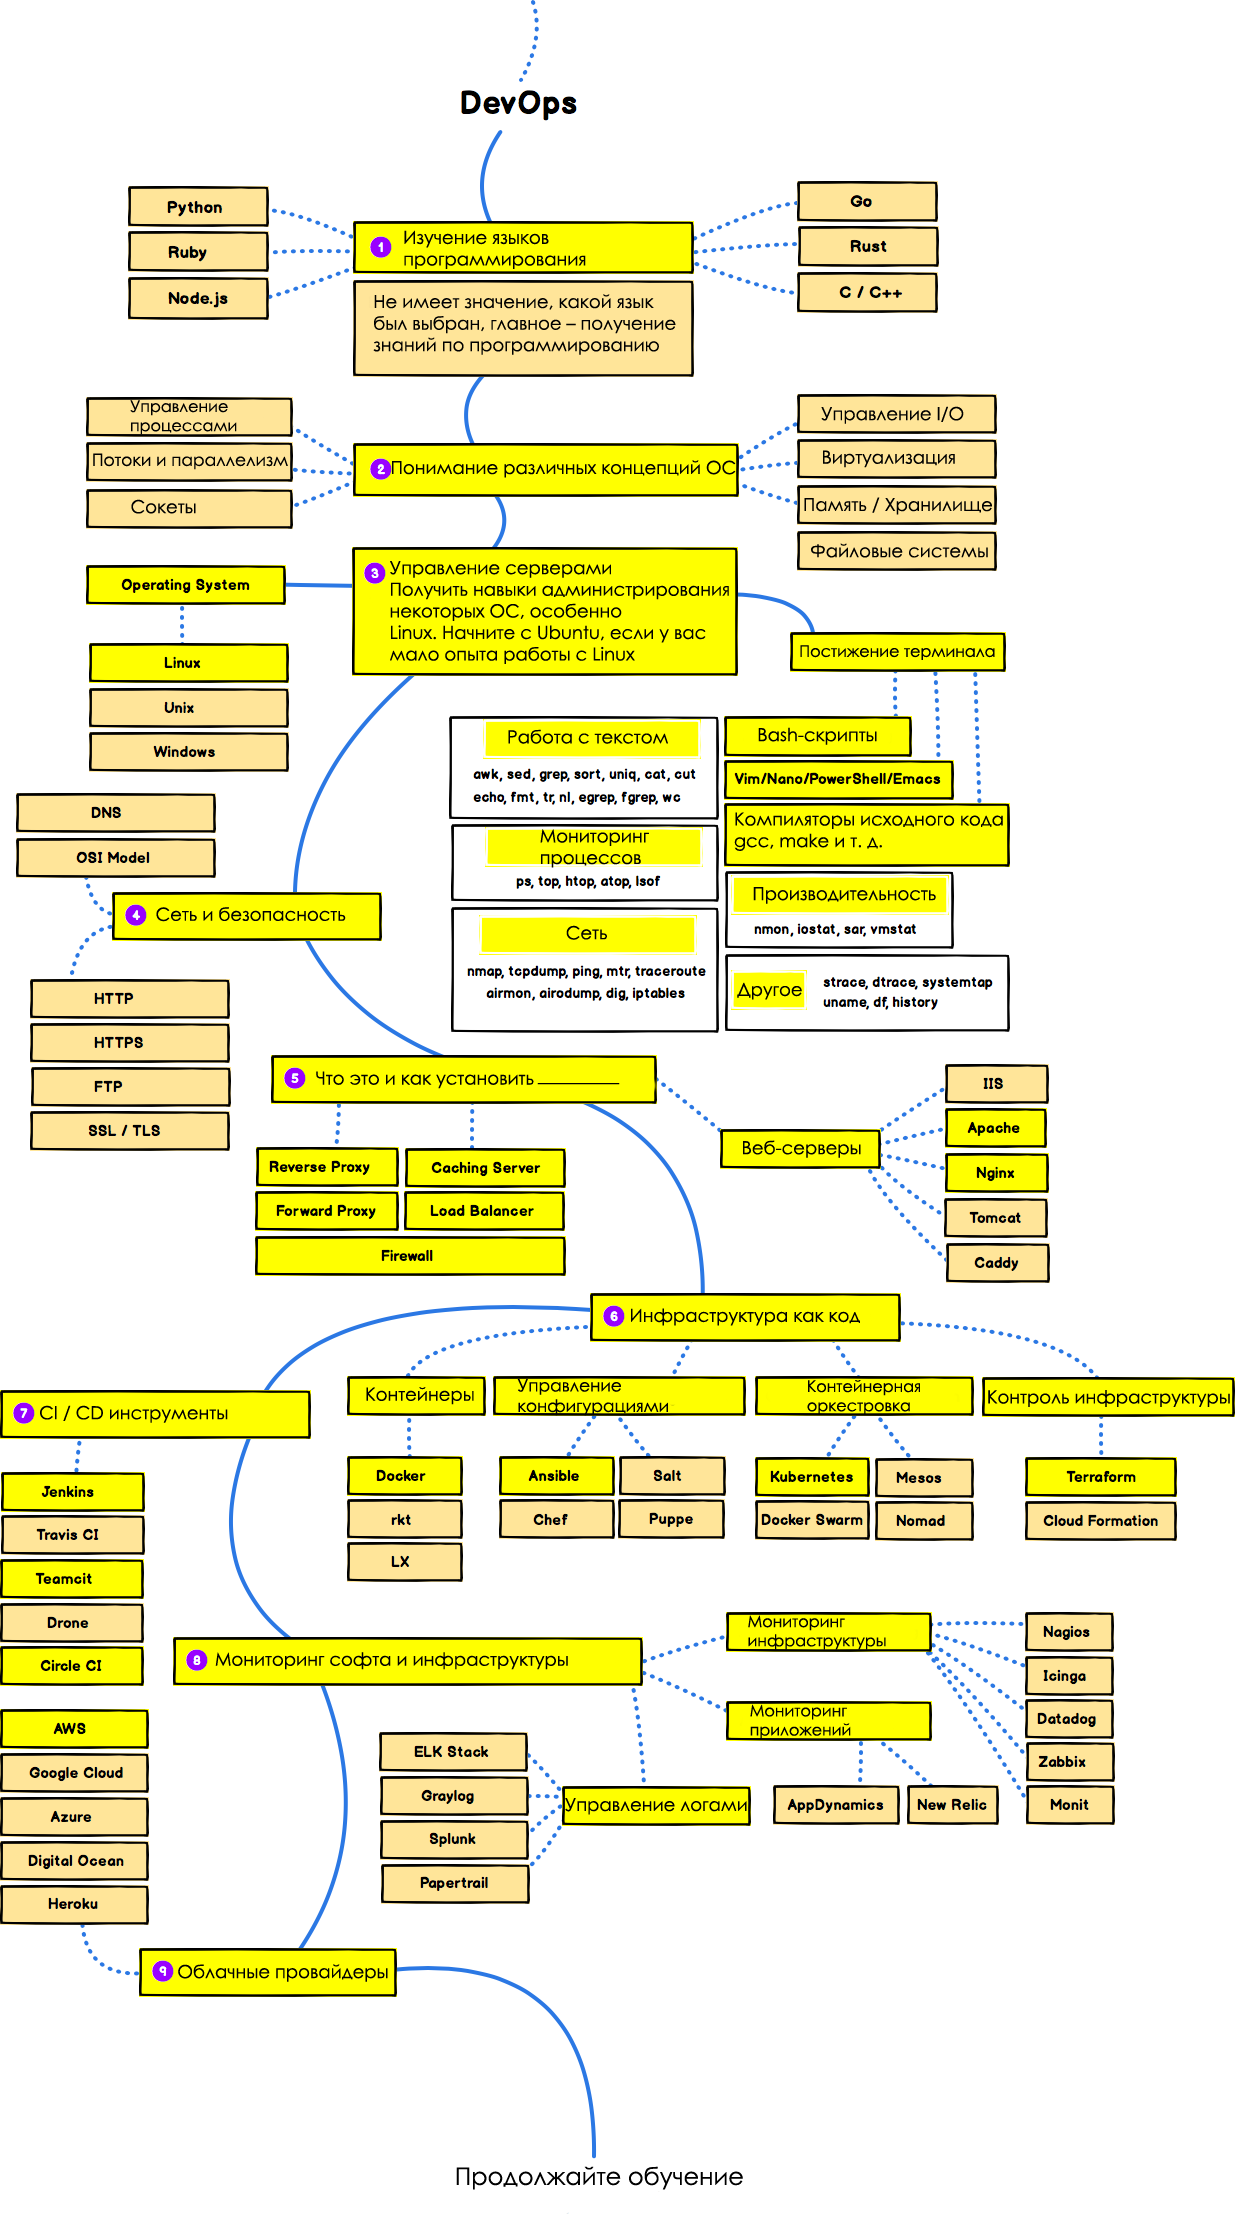 DevOps
Python
Ruby
Node.js
1
Изучение языков
программирования
Go
Rust
C / C++
Не имеет значение, какой язык
был выбран, главное – получение
знаний по программированию
Управление
процессами
Потоки и параллелизм
Сокеты
2
Понимание различных концепций ОС
Управление I/O
Виртуализация
Память / Хранилище
Файловые системы
3
Управление серверами
Получить навыки администрирования
некоторых ОС, особенно
Linux. Начните с Ubuntu, если у вас
мало опыта работы с Linux
Operating System
Linux
Unix
Windows
Постижение терминала
Работа с текстом
awk, sed, grep, sort, uniq, cat, cut
echo, fmt, tr, nl, egrep, fgrep, wc
Мониторинг
процессов
ps, top, htop, atop, lsof
Сеть
nmap, tcpdump, ping, mtr, traceroute
airmon, airodump, dig, iptables
Bash-скрипты
Vim/Nano/PowerShell/Emacs
Компиляторы исходного кода
gcc, make и т. д.
Производительность
nmon, iostat, sar, vmstat
Другое
strace, dtrace, systemtap
uname, df, history
DNS
OSI Model
4
Сеть и безопасность
HTTP
HTTPS
FTP
SSL / TLS
5
Что это и как установить _________
Reverse Proxy
Caching Server
Forward Proxy
Load Balancer
Firewall
Веб-серверы
IIS
Apache
Nginx
Tomcat
Caddy
6
Инфраструктура как код
Контейнеры
Docker
rkt
LX
Управление
конфигурациями
Ansible
Salt
Chef
Puppe
Контейнерная
оркестровка
Kubernetes
Mesos
Docker Swarm
Nomad
Контроль инфраструктуры
Terraform
Cloud Formation
7
CI / CD инструменты
Jenkins
Travis CI
Teamcit
Drone
Circle CI
8
Мониторинг софта и инфраструктуры
Мониторинг
инфраструктуры
Nagios
Icinga
Datadog
Zabbix
Monit
Мониторинг
приложений
AppDynamics
New Relic
Управление логами
ELK Stack
Graylog
Splunk
Papertrail
AWS
Google Cloud
Azure
Digital Ocean
Heroku
9
Облачные провайдеры
Продолжайте обучение